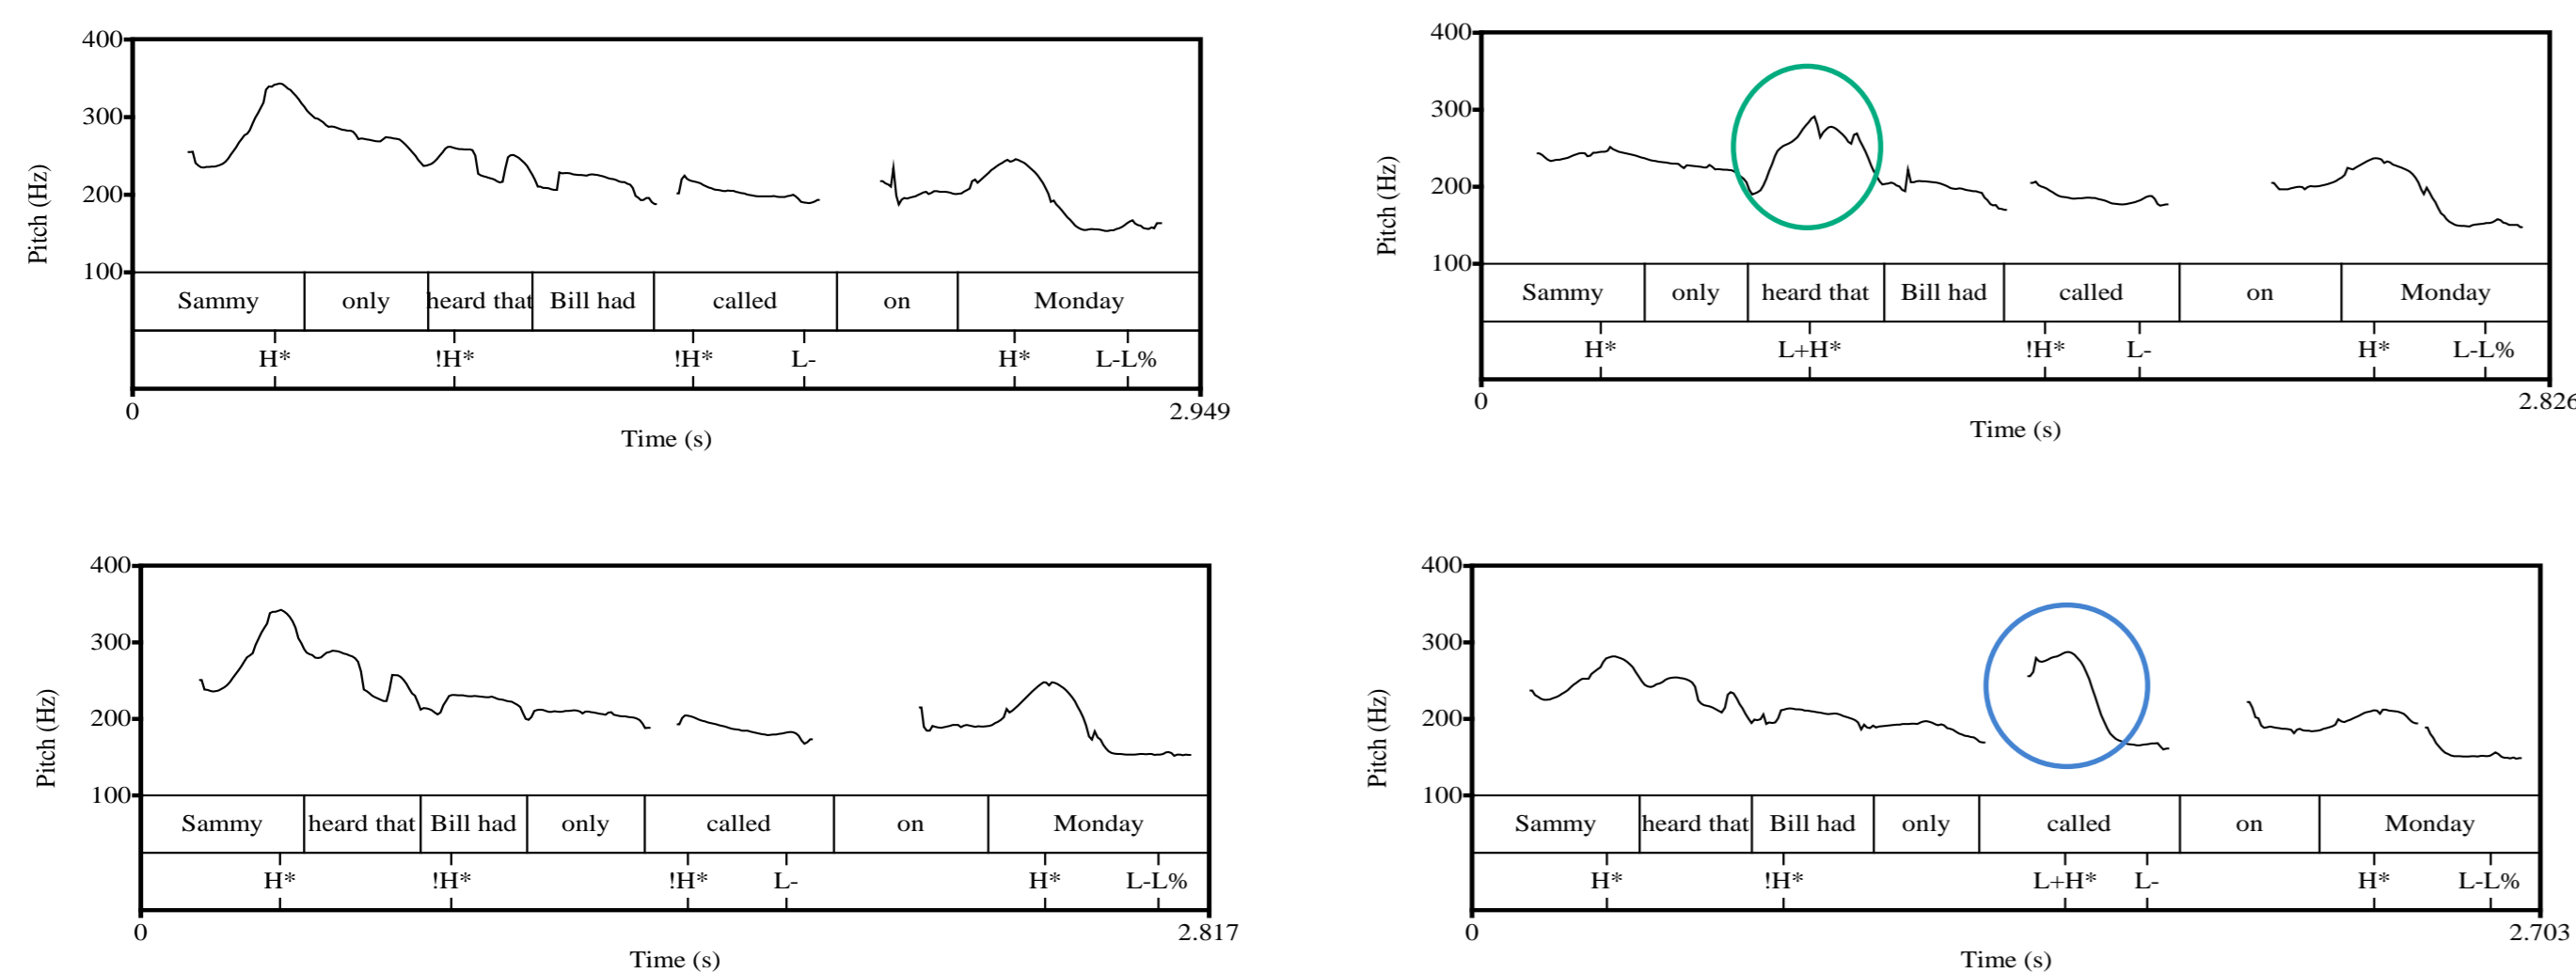 400
300
200
100
Pitch (Hz)
Sammy only heard that Bill had called on Monday
H* !H* !H* L- H* L-L%
0 2.949
Time (s)
400
300
200
100
Pitch (Hz)
Sammy only heard that Bill had called on Monday
H* L+H* !H* L- H* L-L%
0 2.826
Time (s)
400
300
200
100
Pitch (Hz)
Sammy heard that Bill had only called on Monday
H* !H* !H* L- H* L-L%
0 2.817
Time (s)
400
300
200
100
Pitch (Hz)
Sammy heard that Bill had only called on Monday
H* !H* L+H* L- H* L-L%
0 2.703
Time (s)